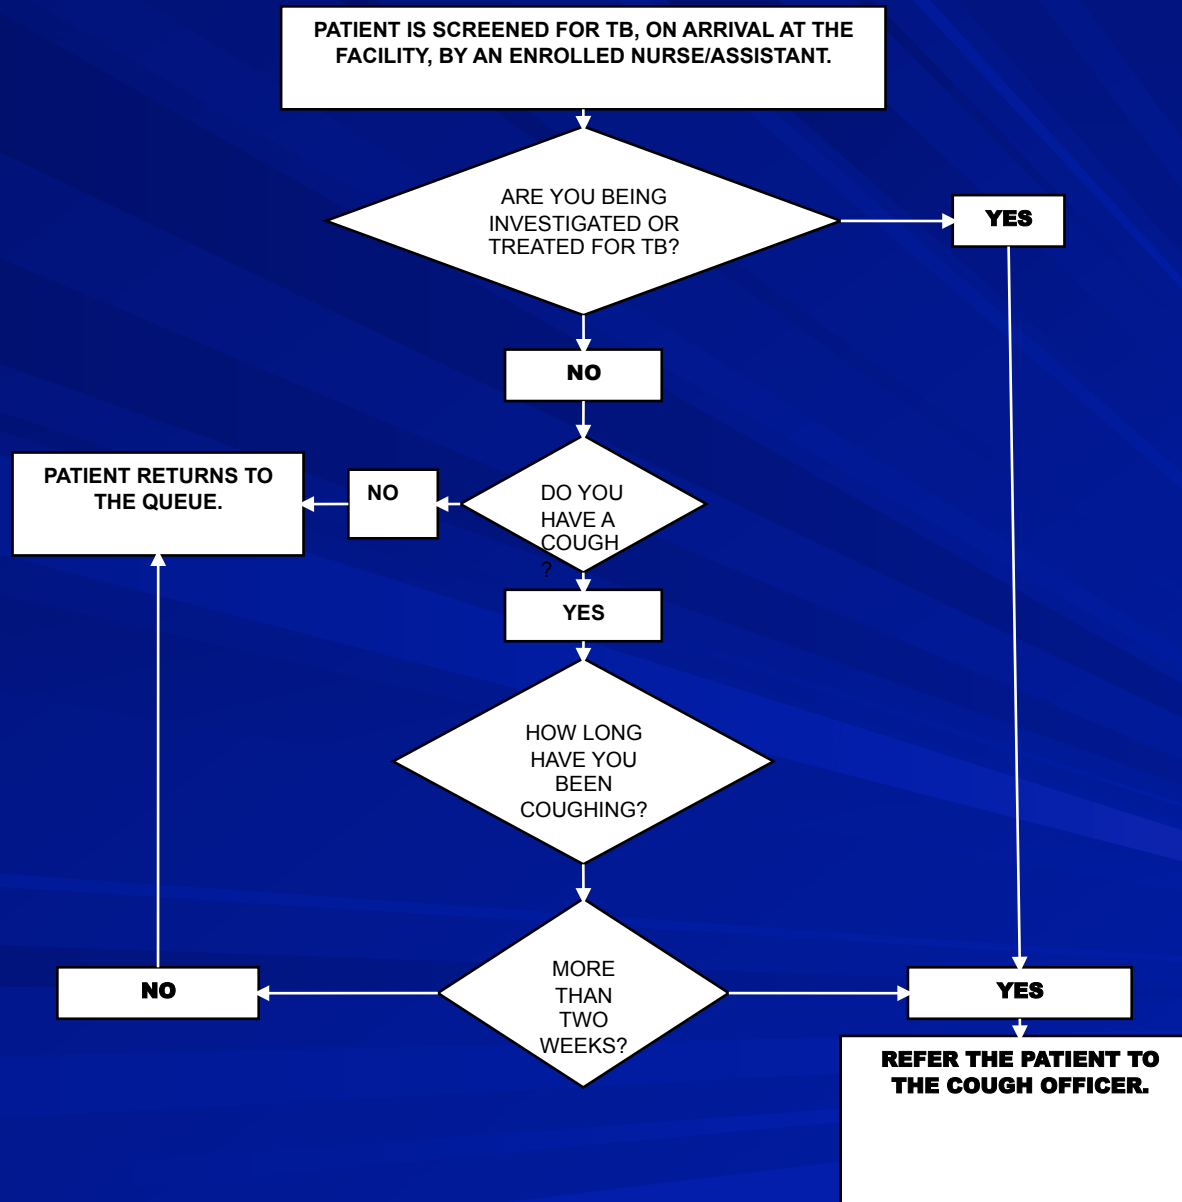 PATIENT IS SCREENED FOR TB, ON ARRIVAL AT THE
FACILITY, BY AN ENROLLED NURSE/ASSISTANT.
ARE YOU BEING
INVESTIGATED OR
TREATED FOR TB?
YES
NO
PATIENT RETURNS TO
THE QUEUE.
NO
DO YOU
HAVE A
COUGH
?
YES
HOW LONG
HAVE YOU
BEEN
COUGHING?
MORE
THAN
TWO
WEEKS?
NO
YES
REFER THE PATIENT TO
THE COUGH OFFICER.